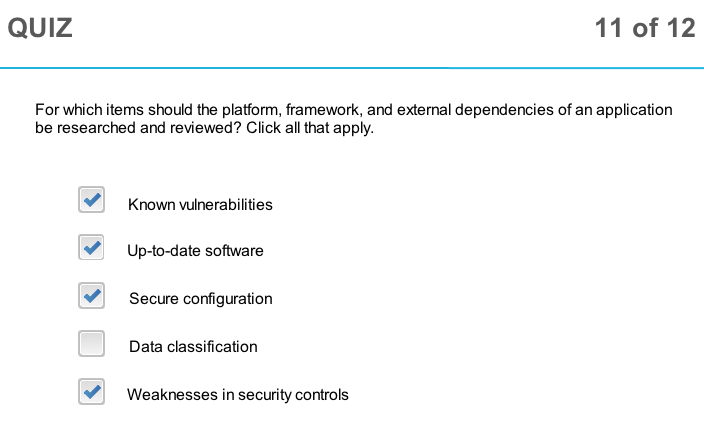 QUIZ 11 of 12
For which items should the platform, framework, and external dependencies of an application
be researched and reviewed? Click all that apply.
Known vulnerabilities
Up-to-date software
Secure configuration
Data classification
Weaknesses in security controls